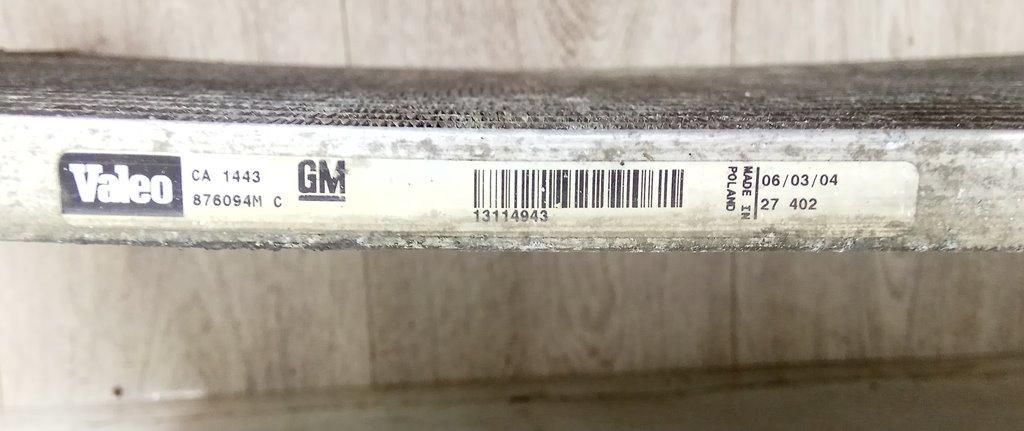 Valeo
CA 1443
876094M C
GM
13114943
MADE IN
POLAND
06/03/04
27 402